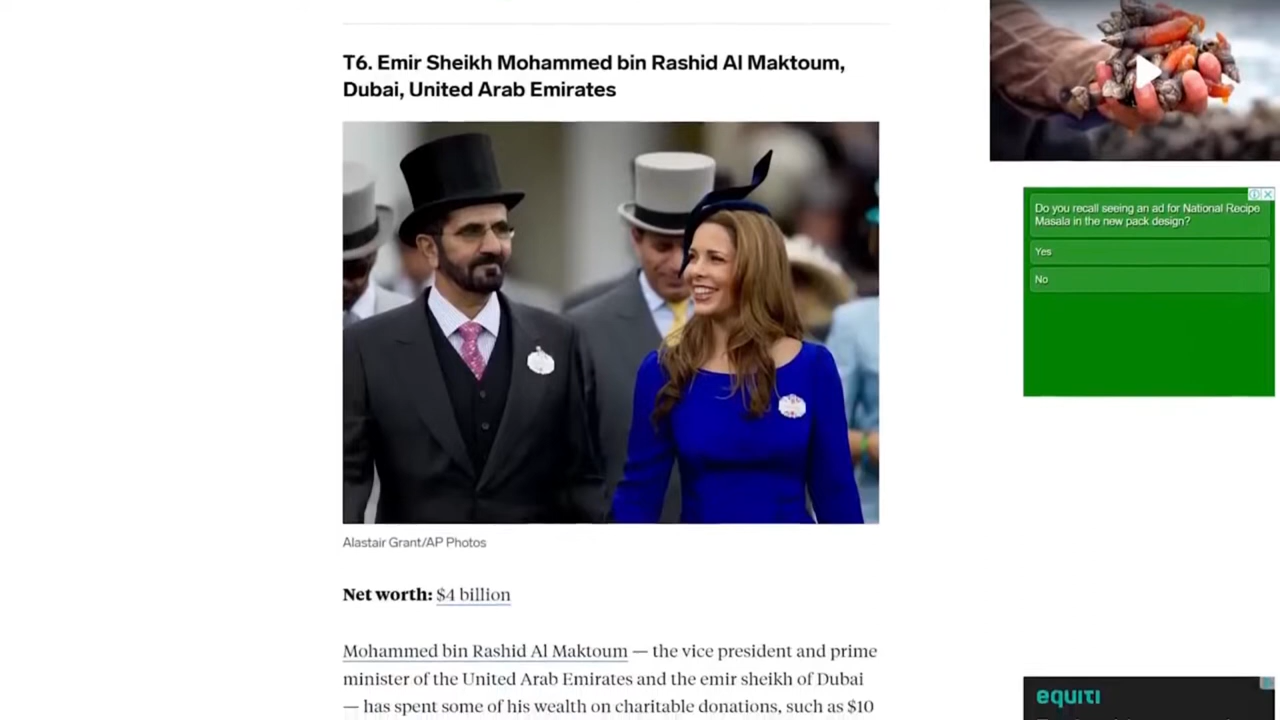 T6. Emir Sheikh Mohammed bin Rashid Al Maktoum,
Dubai, United Arab Emirates
Alastair Grant/AP Photos
Net worth: $4 billion
Mohammed bin Rashid Al Maktoum — the vice president and prime
minister of the United Arab Emirates and the emir sheikh of Dubai
— has spent some of his wealth on charitable donations, such as $10
Do you recall seeing an ad for National Recipe
Masala in the new pack design?
Yes
No
equiti